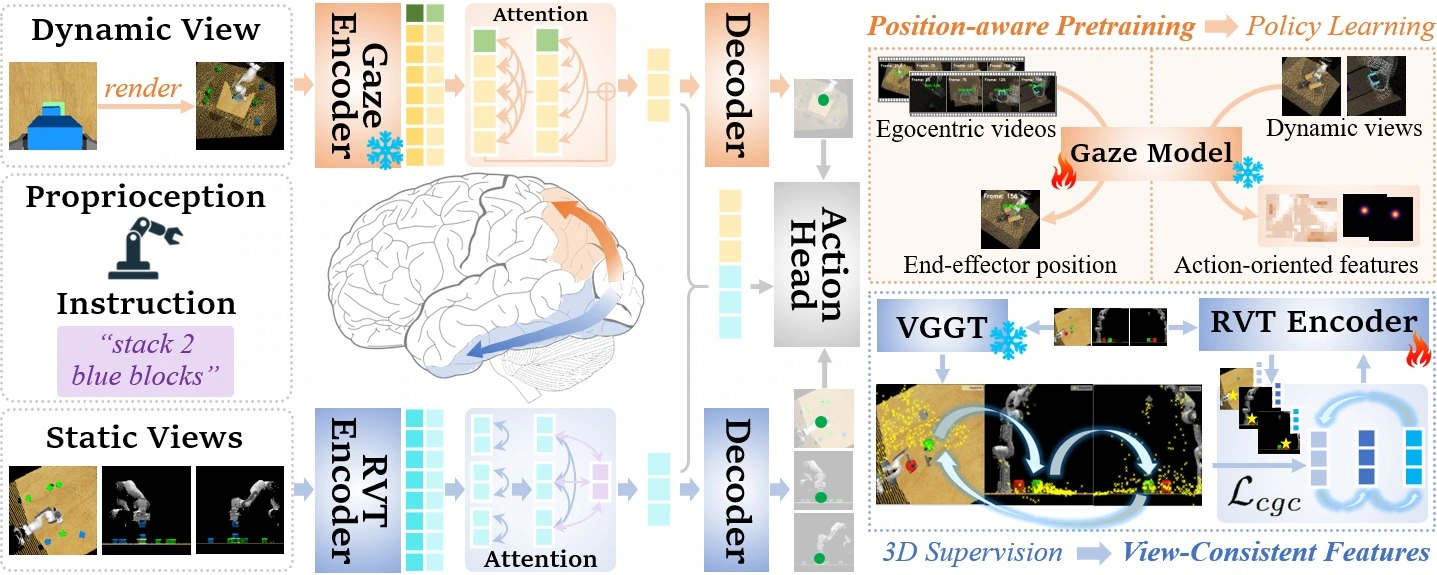 Dynamic View
render
Proprioception
Instruction
“stack 2
blue blocks”
Static Views
Gaze
Encoder
Attention
Decoder
RVT
Encoder
Attention
Decoder
Action
Head
Position-aware Pretraining
Policy Learning
Egocentric videos
Dynamic views
Gaze Model
Frame: 156
End-effector position
Action-oriented features
VGGT
RVT Encoder
ℒcgc
3D Supervision
View-Consistent Features